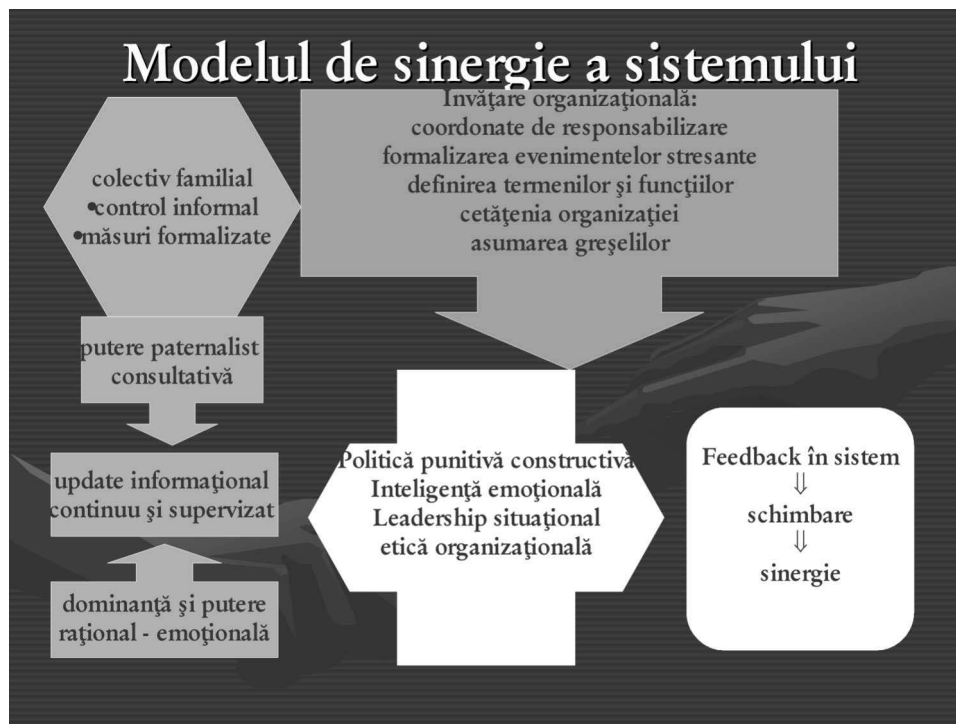 Modelul de sinergie a sistemului
colectiv familial
•control informal
•măsuri formalizate
Învăţare organizaţională:
coordonate de responsabilizare
formalizarea evenimentelor stresante
definirea termenilor şi funcţiilor
cetăţenia organizaţiei
asumarea greşelilor
putere paternalist
consultativă
update informaţional
continuu şi supervizat
dominanţă şi putere
raţional - emoţională
Politică punitivă constructivă
Inteligenţă emoţională
Leadership situaţional
etică organizaţională
Feedback în sistem
⇓
schimbare
⇓
sinergie